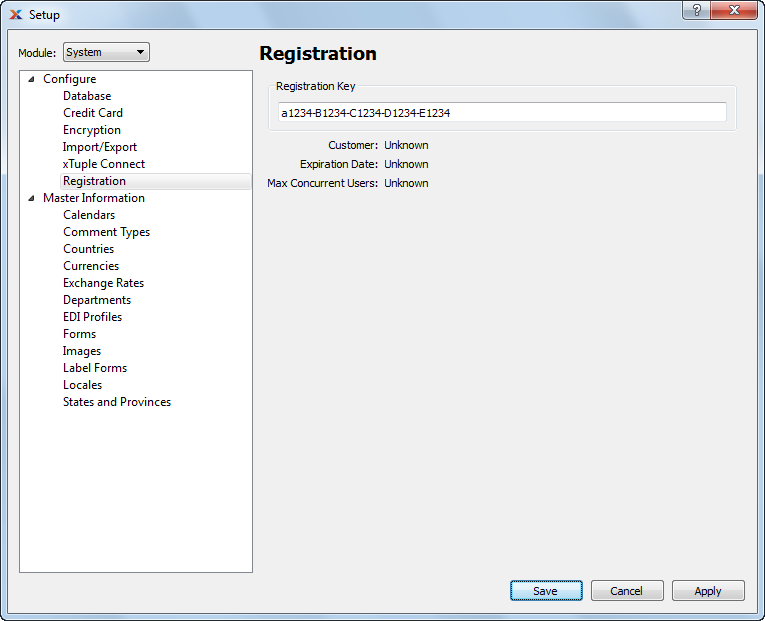 Setup
?
Module: System
Registration
Configure
Database
Credit Card
Encryption
Import/Export
xTuple Connect
Registration
Master Information
Calendars
Comment Types
Countries
Currencies
Exchange Rates
Departments
EDI Profiles
Forms
Images
Label Forms
Locales
States and Provinces
Registration Key
a1234-B1234-C1234-D1234-E1234
Customer: Unknown
Expiration Date: Unknown
Max Concurrent Users: Unknown
Save Cancel Apply